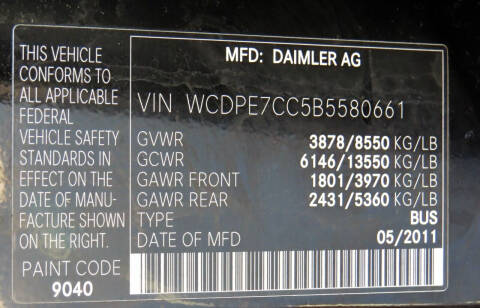 THIS VEHICLE
CONFORMS TO
ALL APPLICABLE
FEDERAL
VEHICLE SAFETY
STANDARDS IN
EFFECT ON THE
DATE OF MANU-
FACTURE SHOWN
ON THE RIGHT.
PAINT CODE
9040
MFD: DAIMLER AG
VIN WCDPE7CC5B5580661
GVWR 3878/8550 KG/LB
GCWR 6146/13550 KG/LB
GAWR FRONT 1801/3970 KG/LB
GAWR REAR 2431/5360 KG/LB
TYPE BUS
DATE OF MFD 05/2011